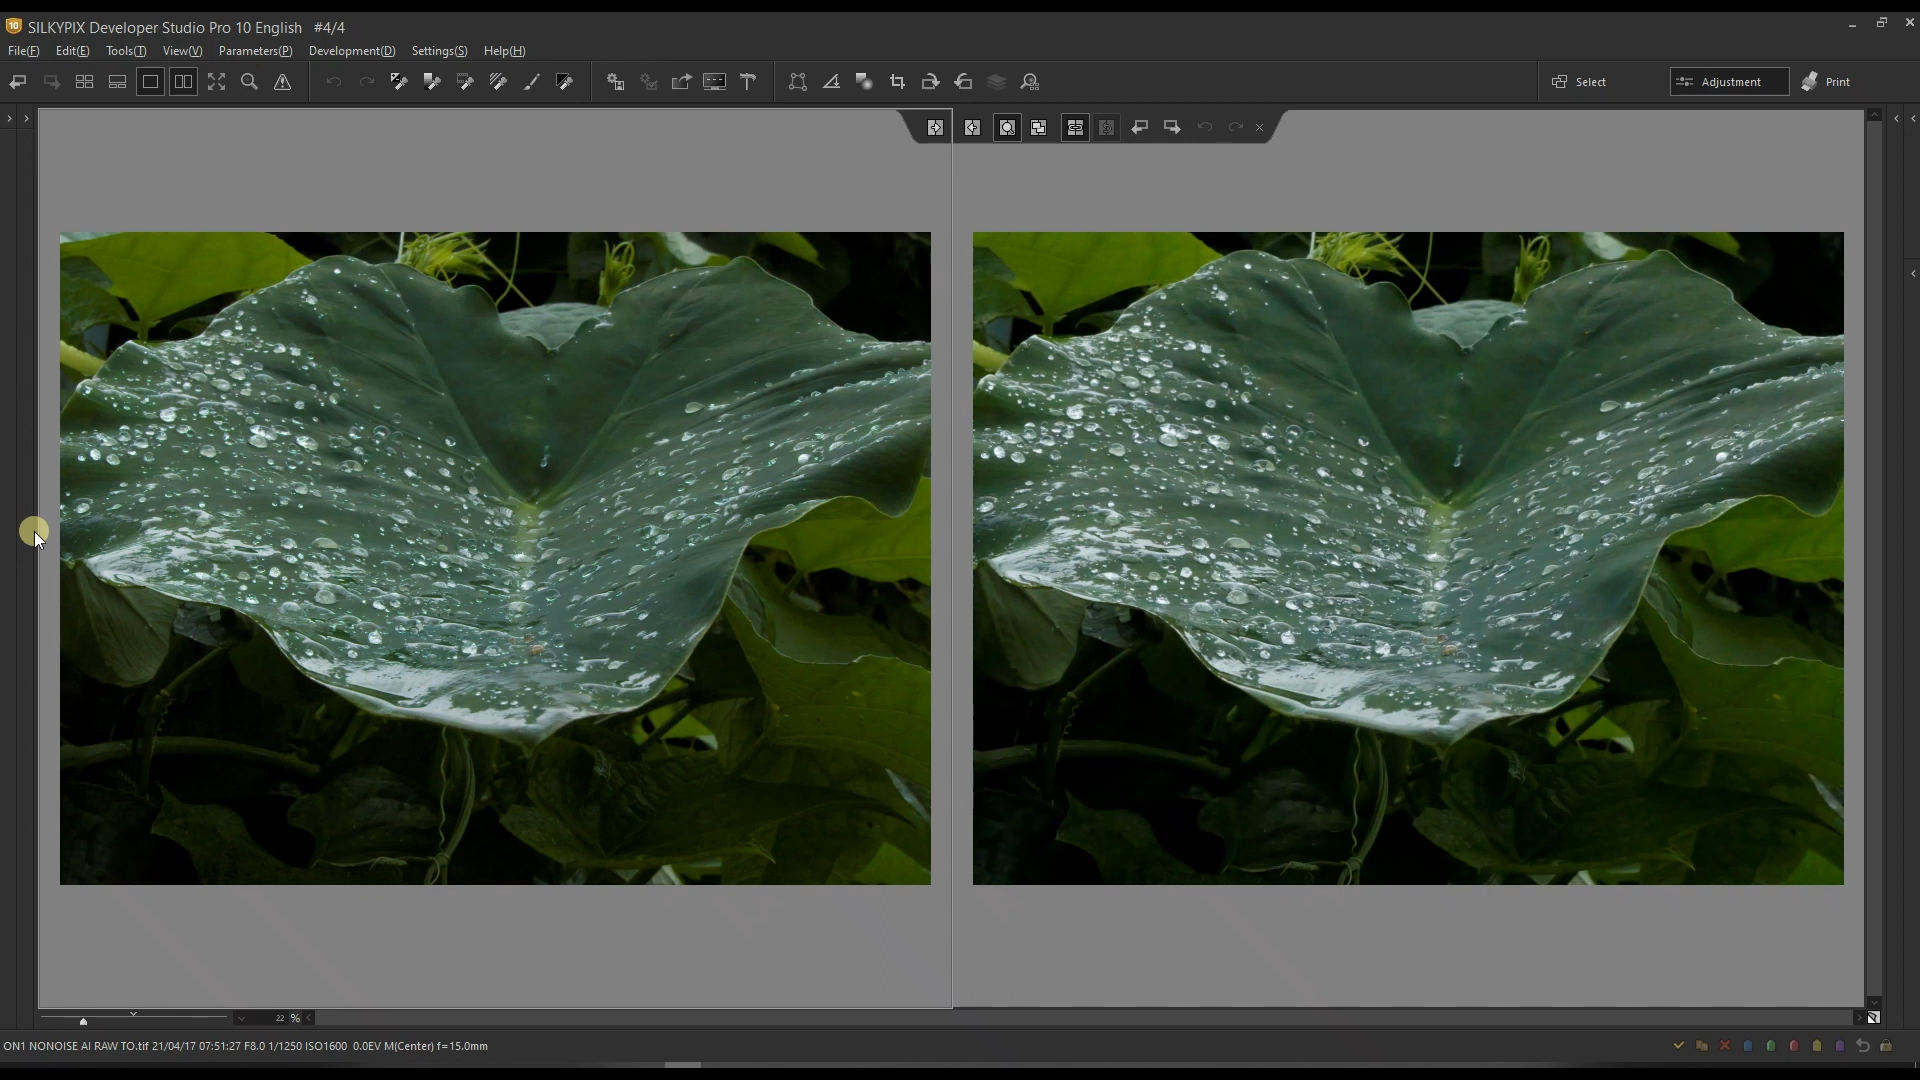 10 SILKYPIX Developer Studio Pro 10 English #4/4
File(F) Edit(E) Tools(T) View(V) Parameters(P) Development(D) Settings(S) Help(H)
Select Adjustment Print
22 %
ON1 NONOISE AI RAW TO.tif 21/04/17 07:51:27 F8.0 1/1250 ISO1600 0.0EV M(Center) f=15.0mm